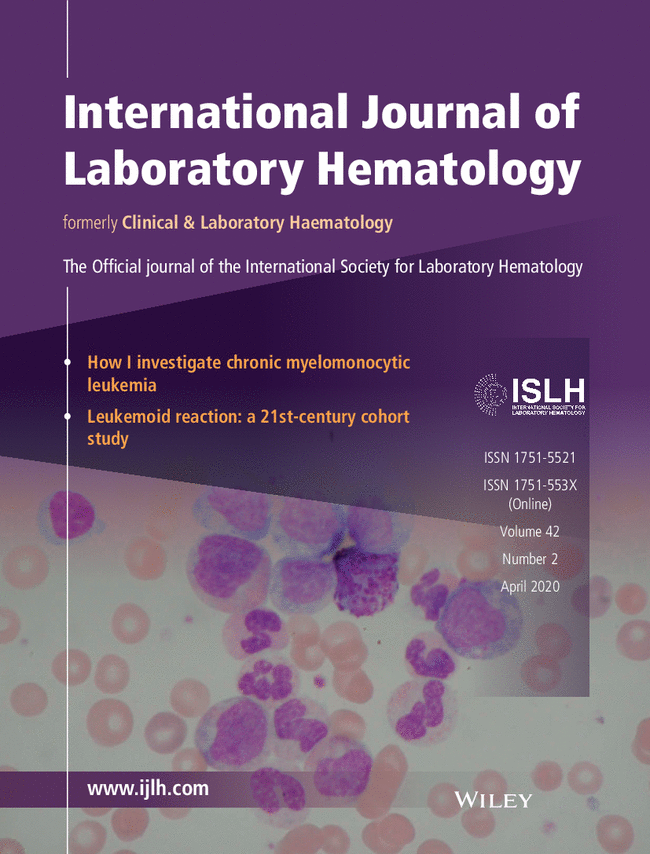 International Journal of
Laboratory Hematology
formerly Clinical & Laboratory Haematology
The Official journal of the International Society for Laboratory Hematology
• How I investigate chronic myelomonocytic
leukemia
• Leukemoid reaction: a 21st-century cohort
study
ISLH
INTERNATIONAL SOCIETY FOR
LABORATORY HEMATOLOGY
ISSN 1751-5521
ISSN 1751-553X
(Online)
Volume 42
Number 2
April 2020
www.ijlh.com
WILEY